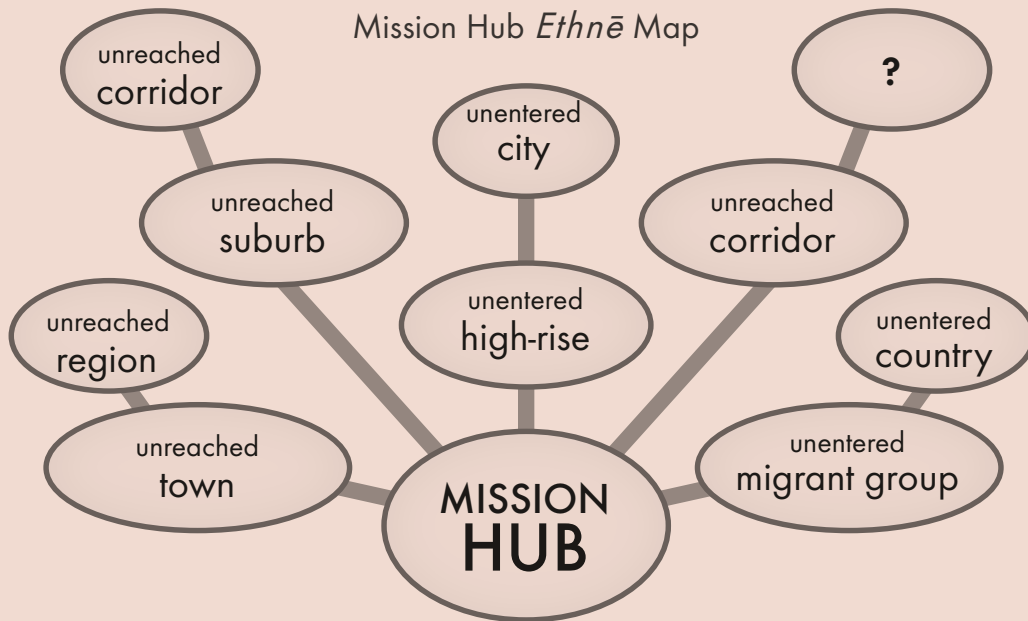 Mission Hub Ethnē Map
unreached
corridor
unentered
city
?
unreached
suburb
unreached
corridor
unentered
high-rise
unreached
region
unentered
country
unreached
town
unentered
migrant group
MISSION
HUB